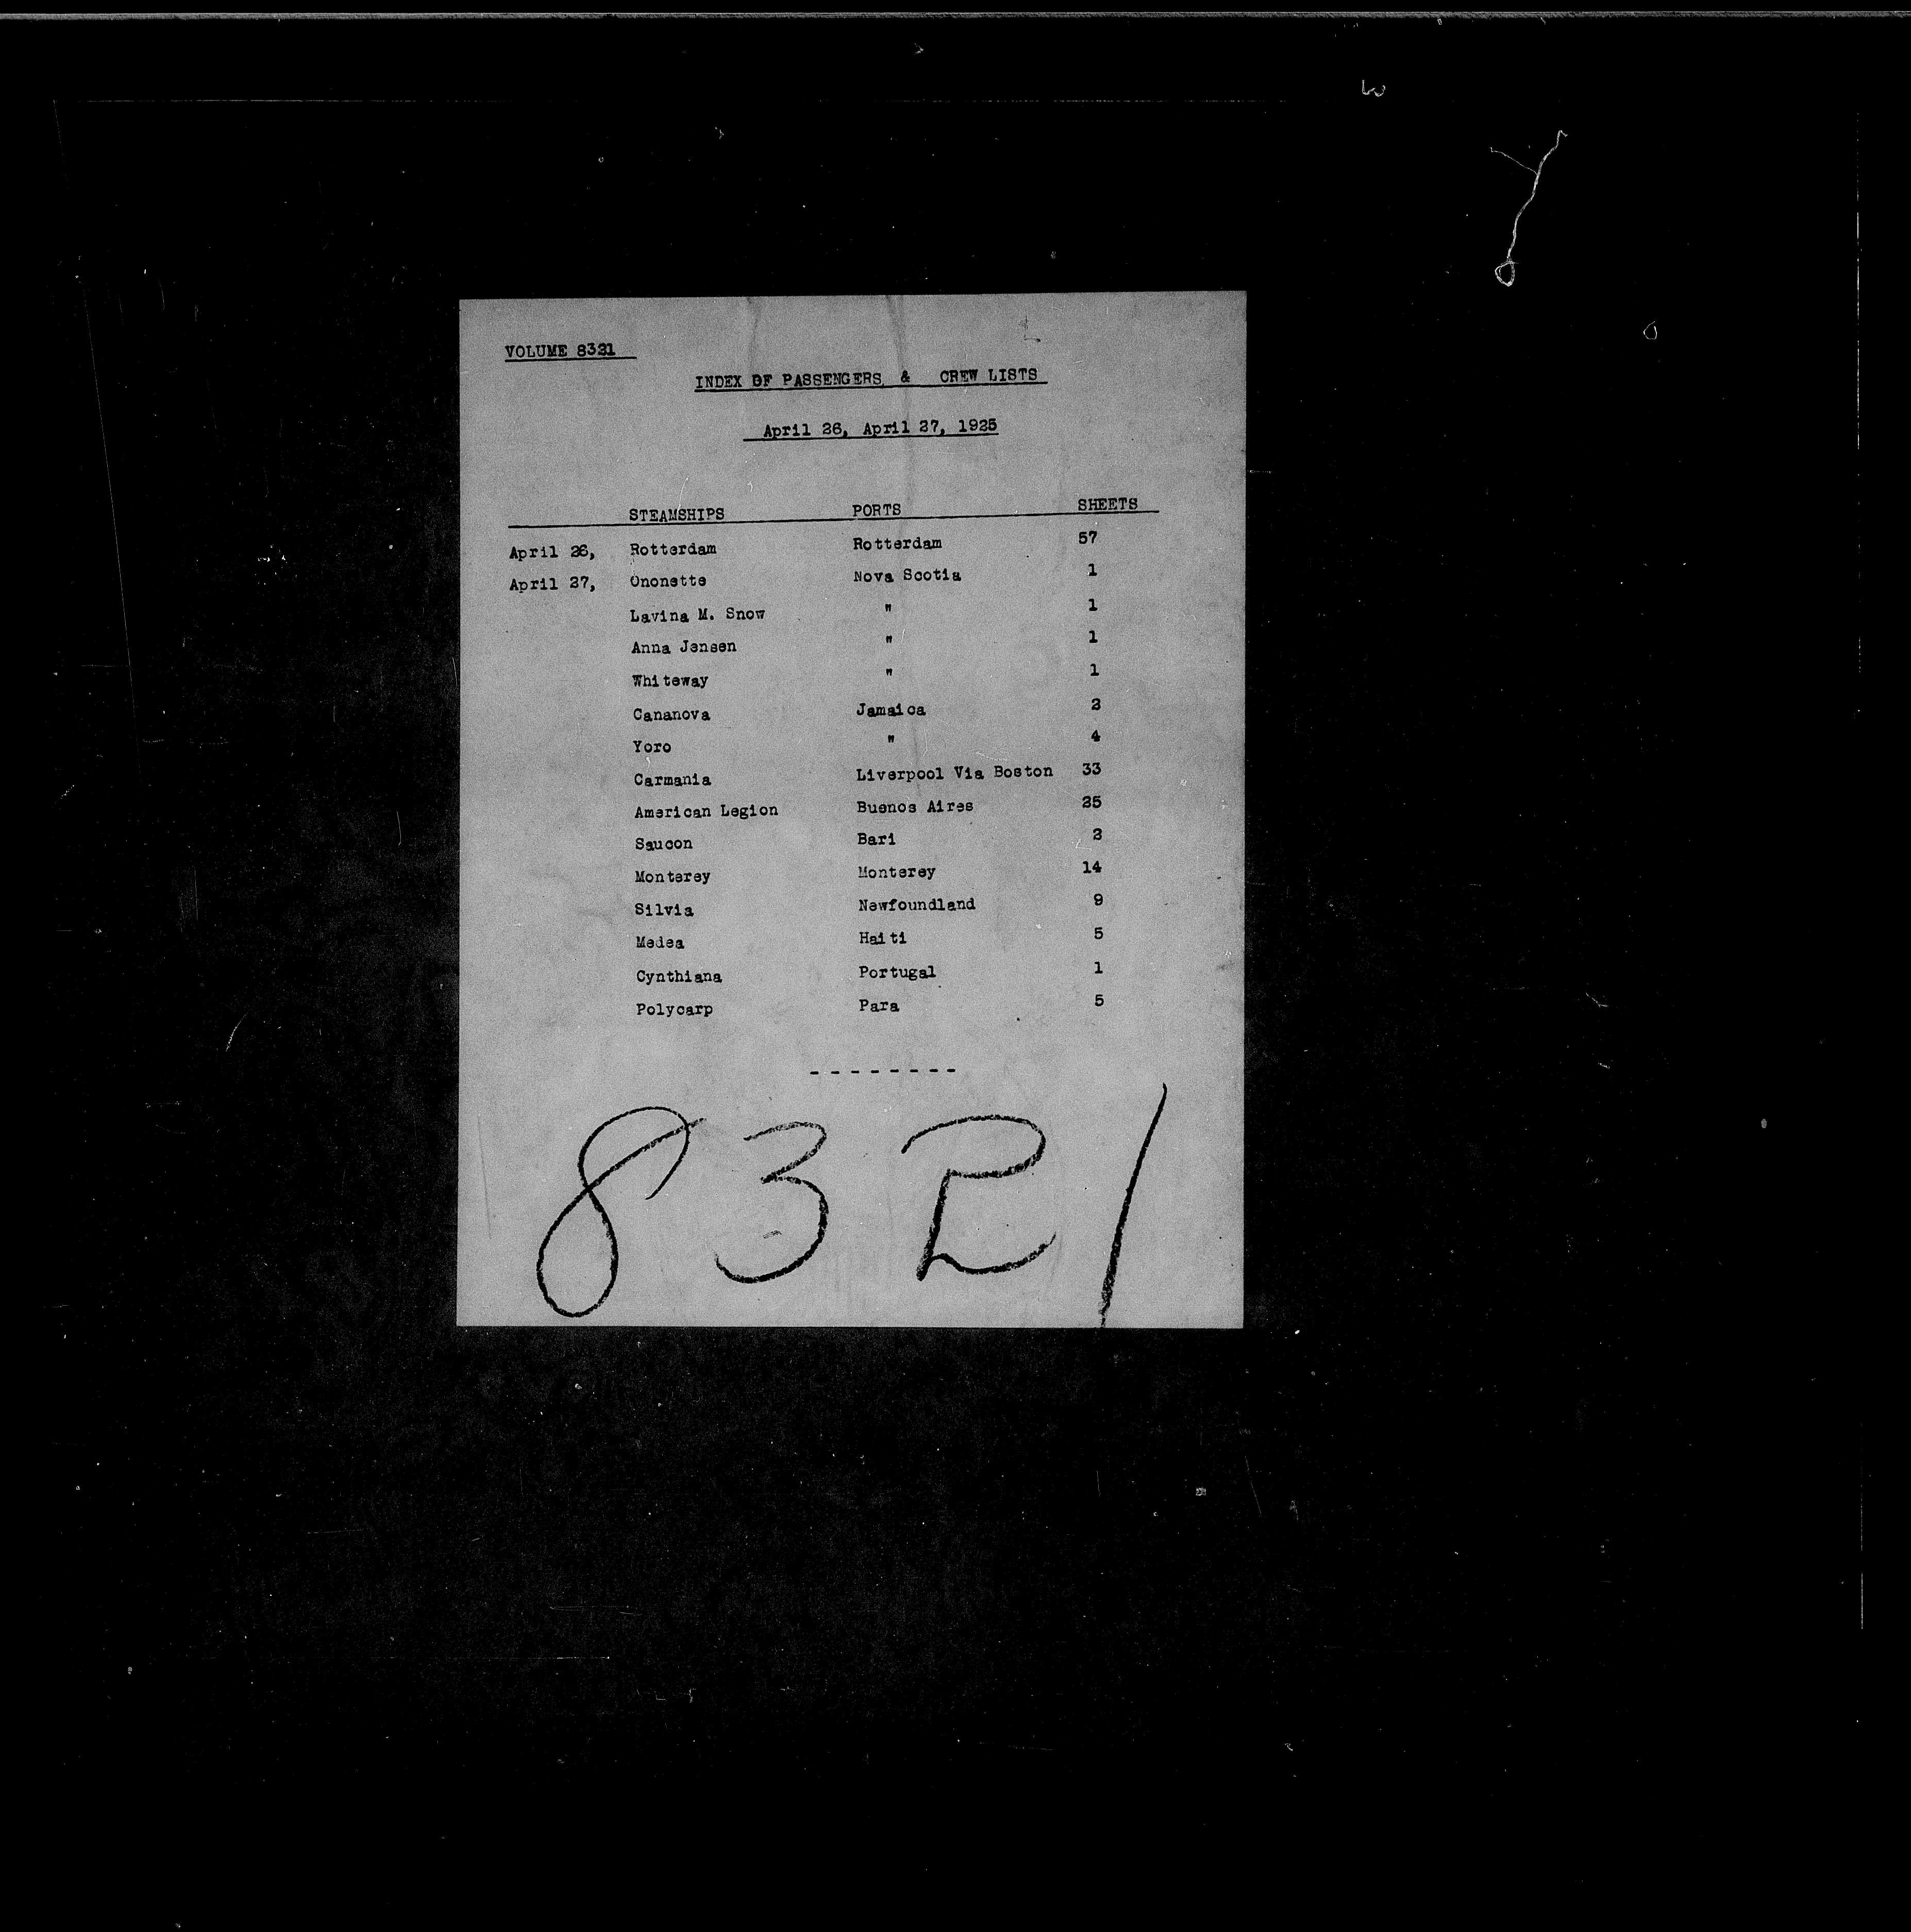 VOLUME 8321
INDEX OF PASSENGERS & CREW LISTS
April 26, April 27, 1925
STEAMSHIPS PORTS SHEETS
April 26, Rotterdam Rotterdam 57
April 27, Ononette Nova Scotia 1
Lavina M. Snow " 1
Anna Jensen " 1
Whiteway " 1
Cananova Jamaica 2
Yoro " 4
Carmania Liverpool Via Boston 33
American Legion Buenos Aires 25
Saucon Bari 2
Monterey Monterey 14
Silvia Newfoundland 9
Medea Haiti 5
Cynthiana Portugal 1
Polycarp Para 5
--------
8321